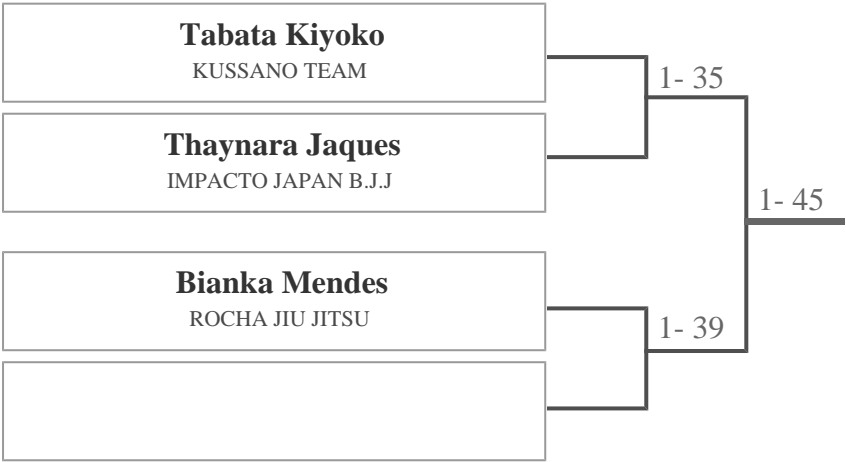 Tabata Kiyoko
KUSSANO TEAM
1- 35
Thaynara Jaques
IMPACTO JAPAN B.J.J
1- 45
Bianka Mendes
ROCHA JIU JITSU
1- 39